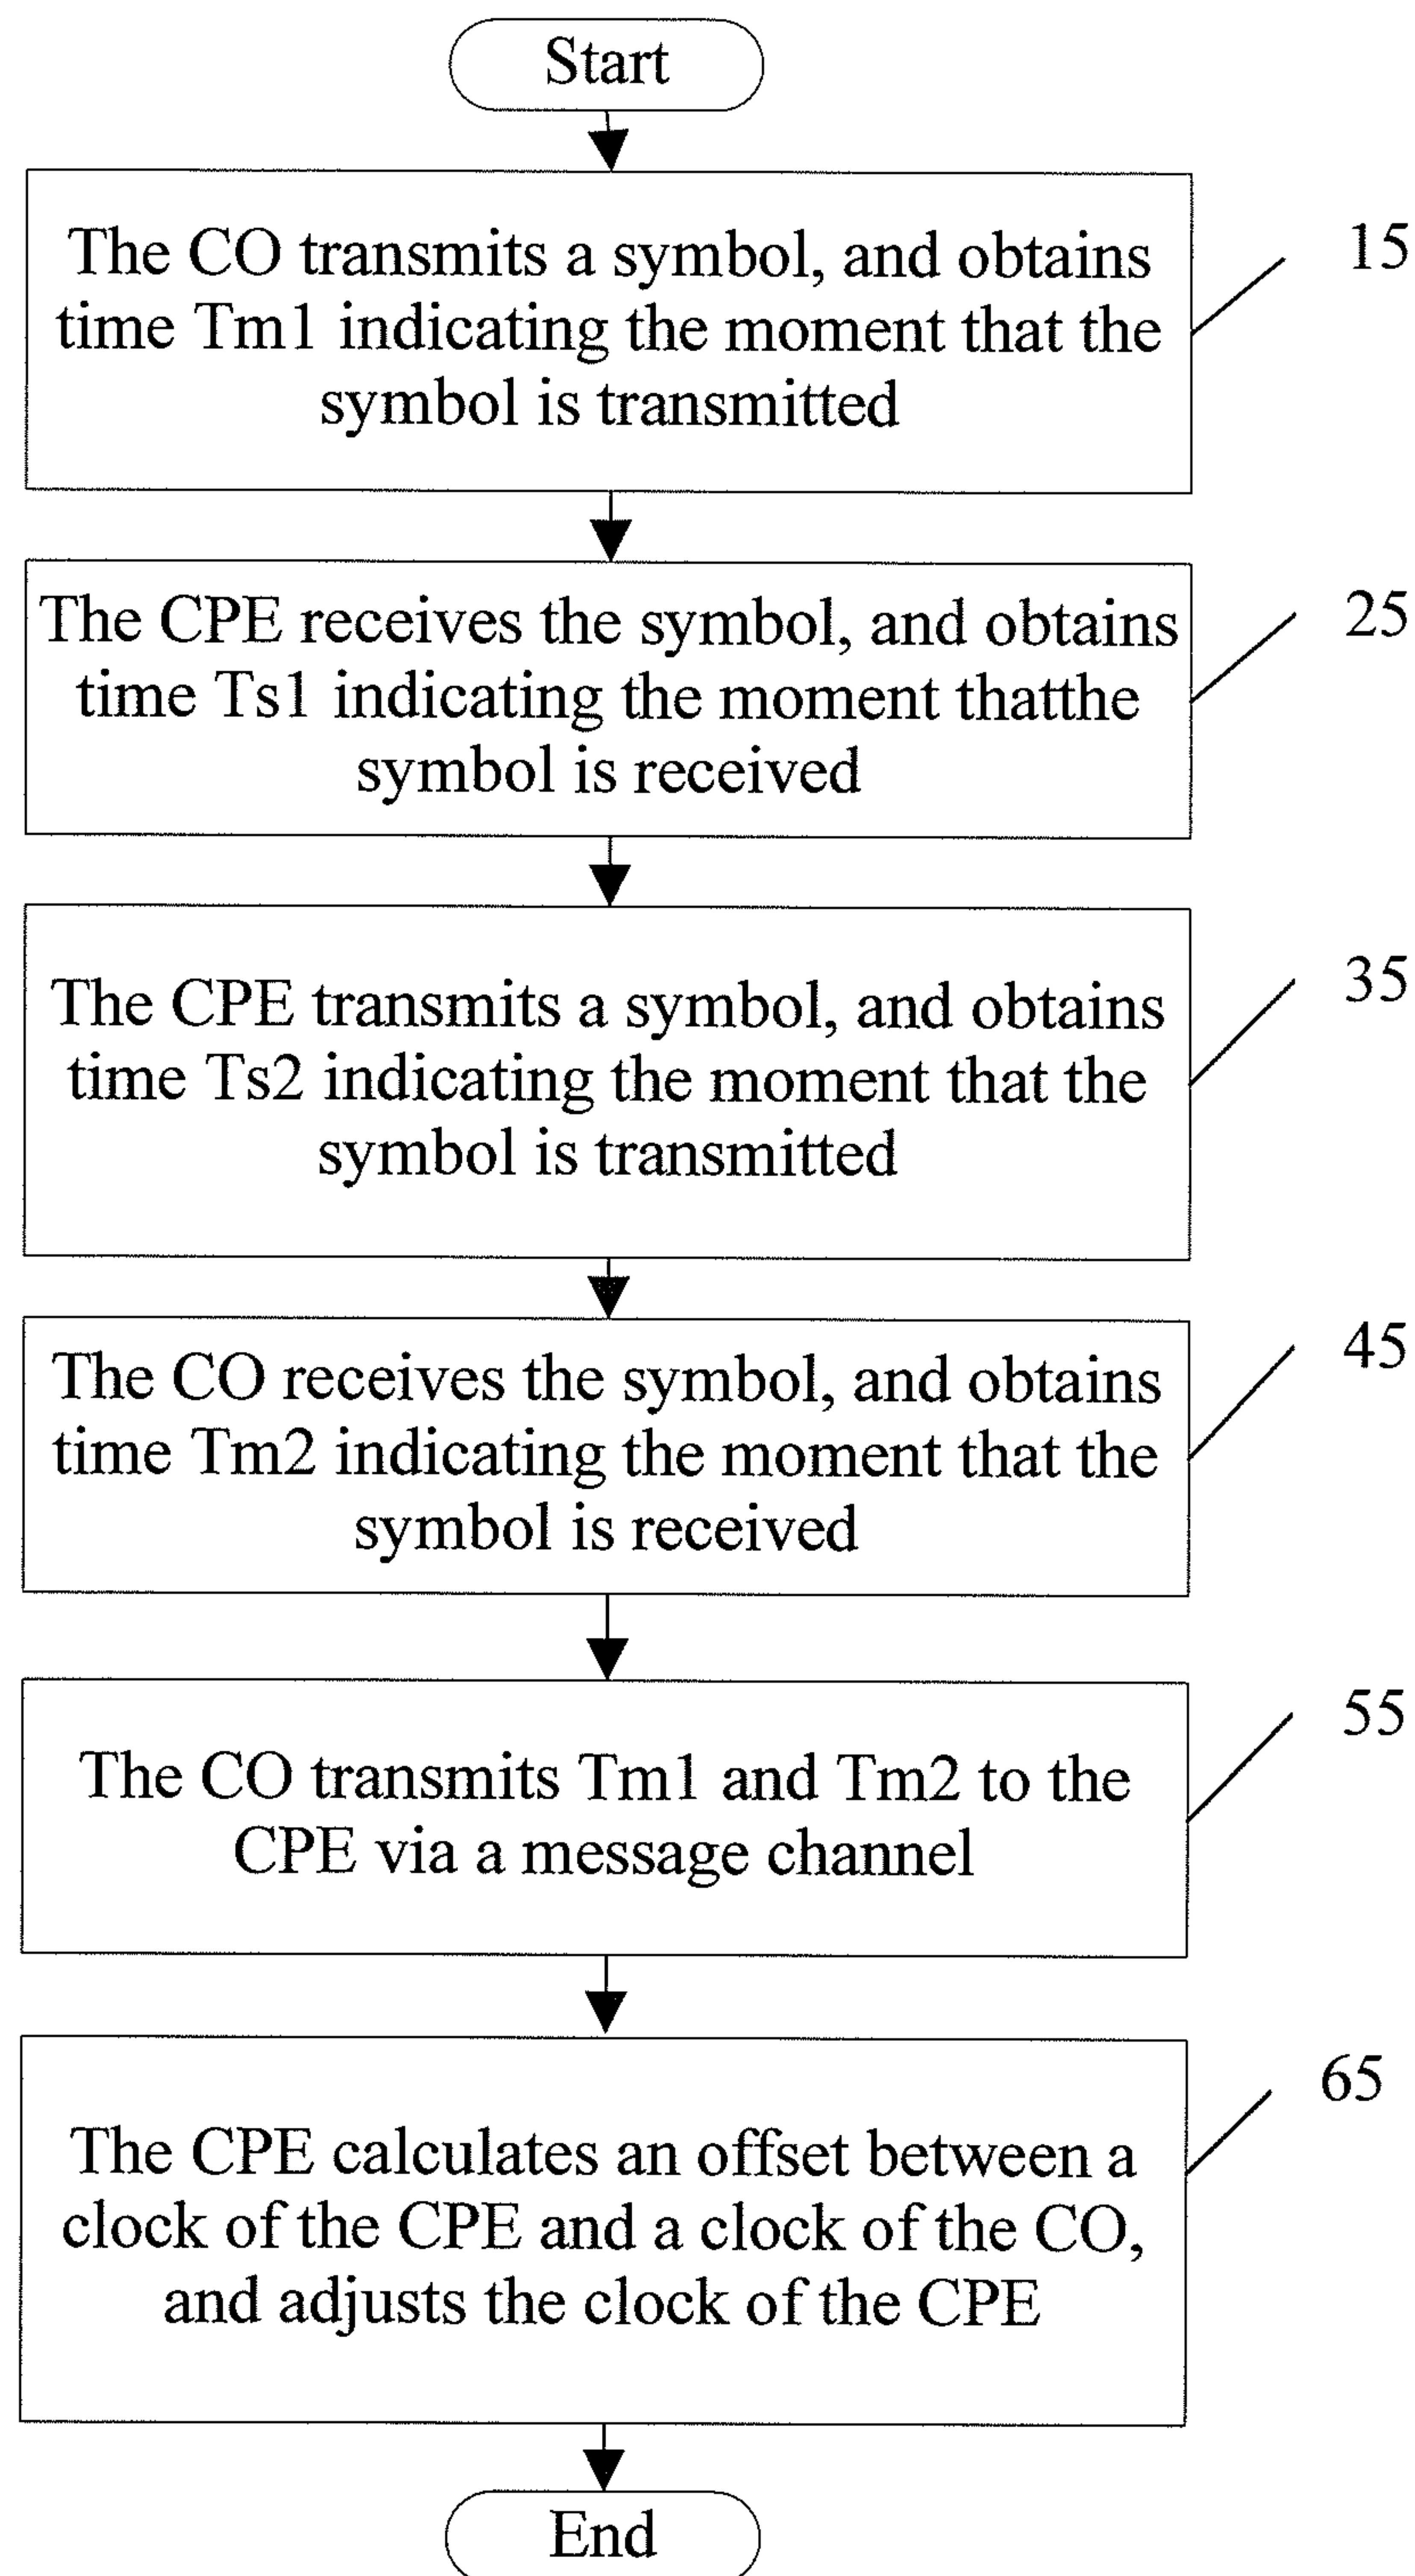 Start
The CO transmits a symbol, and obtains
time Tm1 indicating the moment that the
symbol is transmitted
15
The CPE receives the symbol, and obtains
time Ts1 indicating the moment thatthe
symbol is received
25
The CPE transmits a symbol, and obtains
time Ts2 indicating the moment that the
symbol is transmitted
35
The CO receives the symbol, and obtains
time Tm2 indicating the moment that the
symbol is received
45
The CO transmits Tm1 and Tm2 to the
CPE via a message channel
55
The CPE calculates an offset between a
clock of the CPE and a clock of the CO,
and adjusts the clock of the CPE
65
End